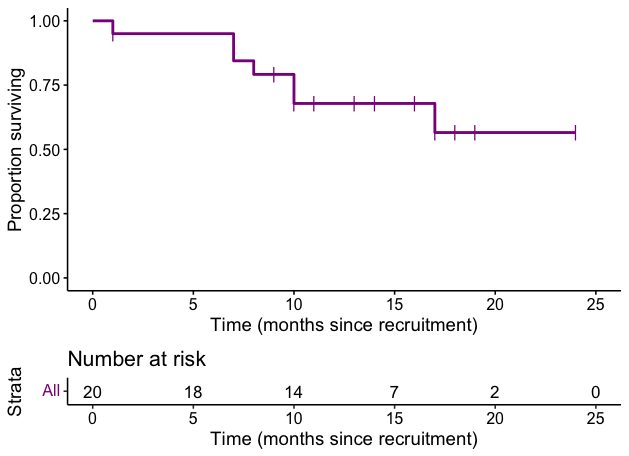 1.00
0.75
0.50
0.25
0.00
Proportion surviving
0 5 10 15 20 25
Time (months since recruitment)
Number at risk
Strata
All 20 18 14 7 2 0
0 5 10 15 20 25
Time (months since recruitment)